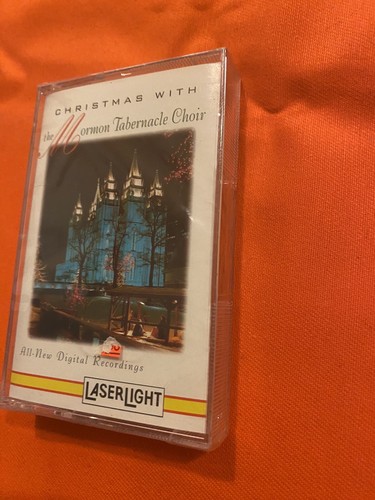 CHRISTMAS WITH
the Mormon Tabernacle Choir
All-New Digital Recordings
LASERLIGHT